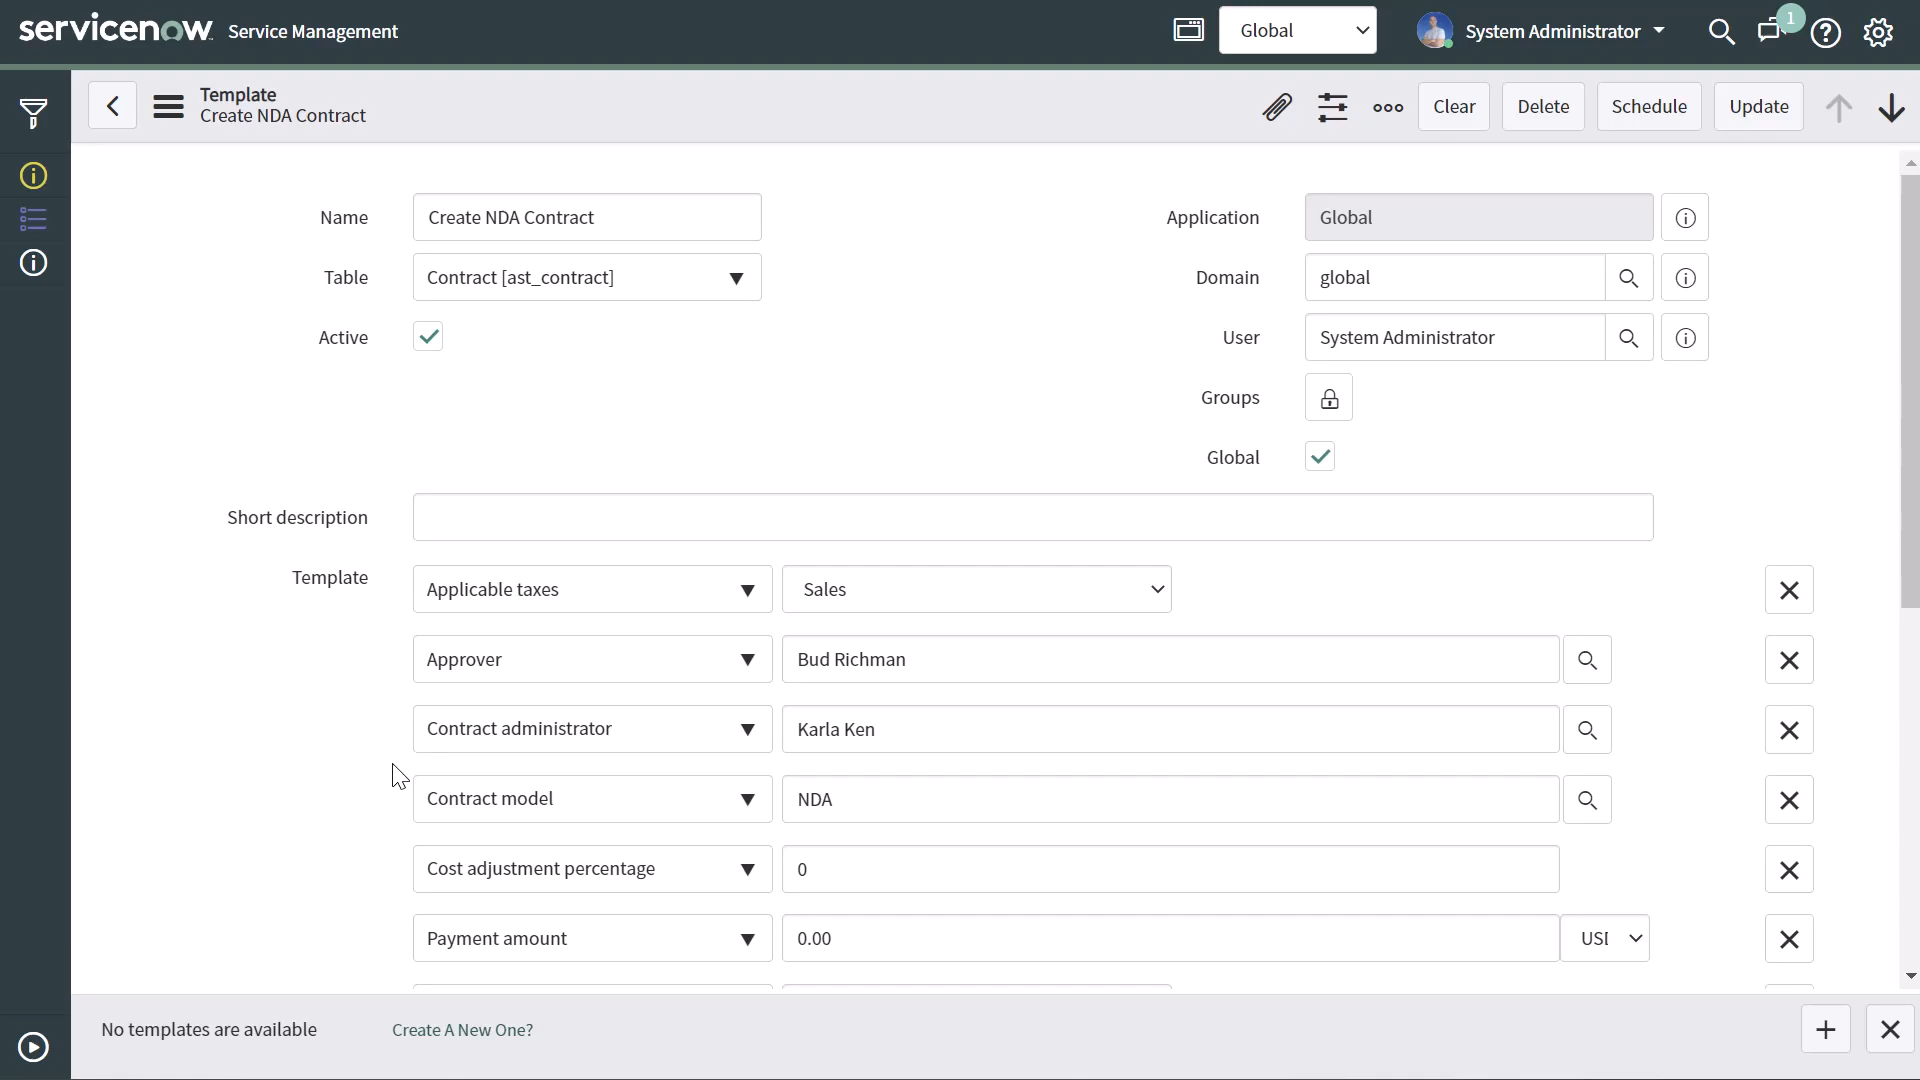 servicenow Service Management
Global
System Administrator
1
Template
Create NDA Contract
Clear
Delete
Schedule
Update
Name
Create NDA Contract
Application
Global
Table
Contract [ast_contract]
Domain
global
Active
User
System Administrator
Groups
Global
Short description
Template
Applicable taxes
Sales
Approver
Bud Richman
Contract administrator
Karla Ken
Contract model
NDA
Cost adjustment percentage
0
Payment amount
0.00
USD
No templates are available
Create A New One?